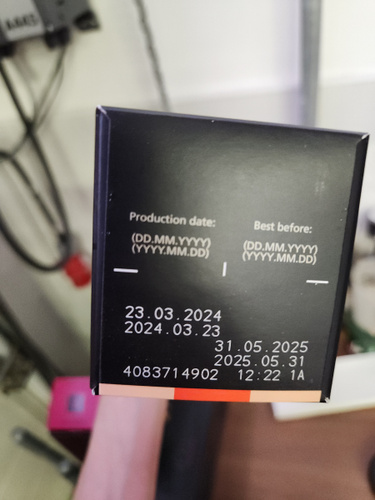 Production date:
(DD.MM.YYYY)
(YYYY.MM.DD)
Best before:
(DD.MM.YYYY)
(YYYY.MM.DD)
23.03.2024
2024.03.23
31.05.2025
2025.05.31
4083714902 12:22 1A